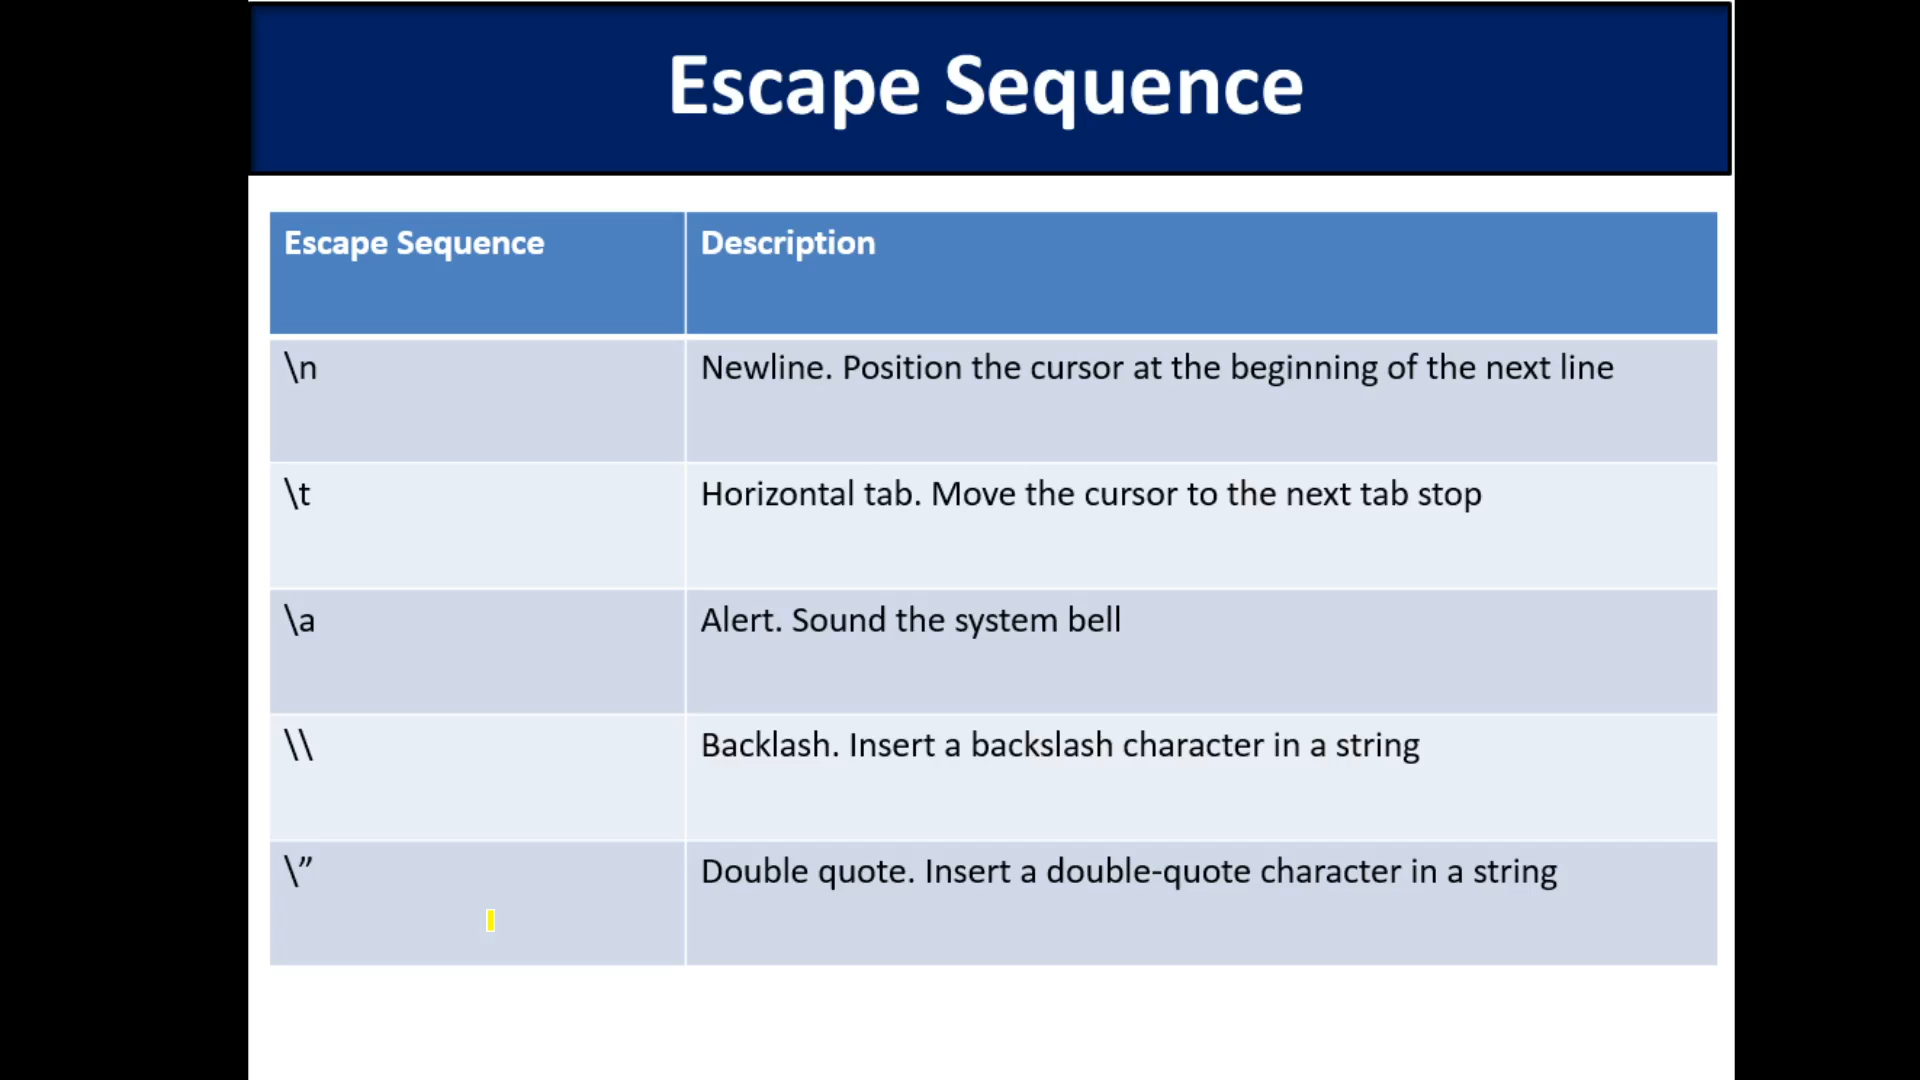 Escape Sequence
Escape Sequence Description
\n Newline. Position the cursor at the beginning of the next line
\t Horizontal tab. Move the cursor to the next tab stop
\a Alert. Sound the system bell
\\ Backlash. Insert a backslash character in a string
\” Double quote. Insert a double-quote character in a string